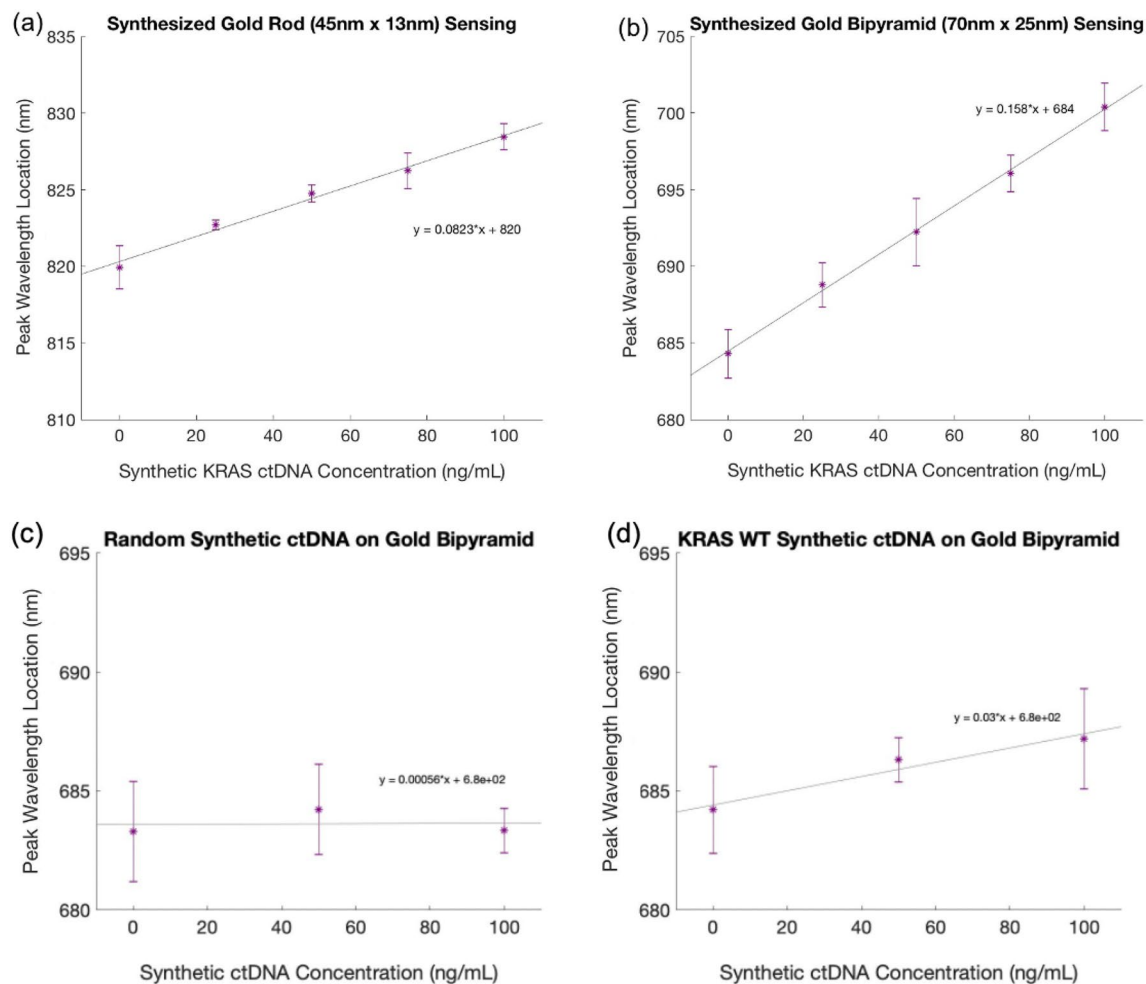 (a)
Synthesized Gold Rod (45nm x 13nm) Sensing
835
830
825
820
815
810
Peak Wavelength Location (nm)
y = 0.0823*x + 820
0 20 40 60 80 100
Synthetic KRAS ctDNA Concentration (ng/mL)
(b)
Synthesized Gold Bipyramid (70nm x 25nm) Sensing
705
700
695
690
685
680
Peak Wavelength Location (nm)
y = 0.158*x + 684
0 20 40 60 80 100
Synthetic KRAS ctDNA Concentration (ng/mL)
(c)
Random Synthetic ctDNA on Gold Bipyramid
695
690
685
680
Peak Wavelength Location (nm)
y = 0.00056*x + 6.8e+02
0 20 40 60 80 100
Synthetic ctDNA Concentration (ng/mL)
(d)
KRAS WT Synthetic ctDNA on Gold Bipyramid
695
690
685
680
Peak Wavelength Location (nm)
y = 0.03*x + 6.8e+02
0 20 40 60 80 100
Synthetic ctDNA Concentration (ng/mL)